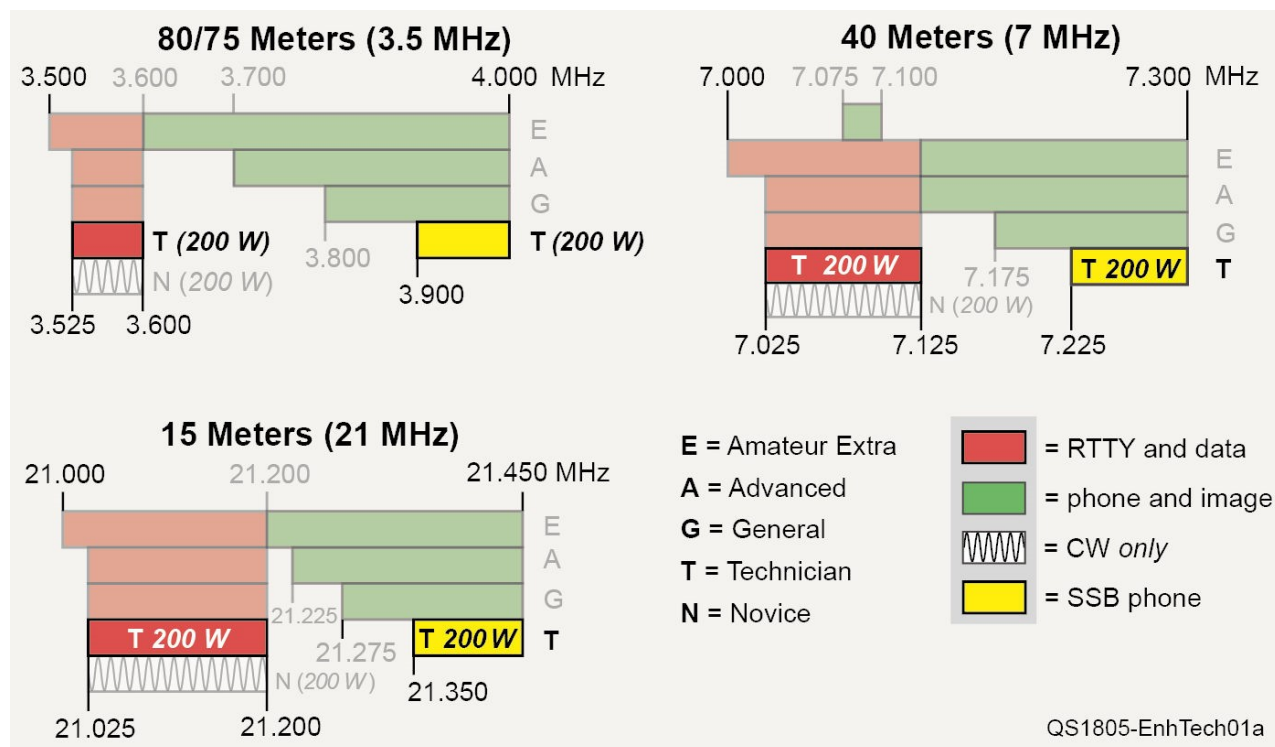 80/75 Meters (3.5 MHz)
3.500 3.600 3.700 4.000 MHz
E
A
G
T (200 W) T (200 W)
N (200 W)
3.800
3.900
3.525 3.600
40 Meters (7 MHz)
7.000 7.075 7.100 7.300 MHz
E
A
G
T 200 W T 200 W T
7.175
N (200 W)
7.025 7.125 7.225
15 Meters (21 MHz)
21.000 21.200 21.450 MHz
E
A
G
21.225
T 200 W T 200 W T
21.275
N (200 W)
21.350
21.025 21.200
E = Amateur Extra
A = Advanced
G = General
T = Technician
N = Novice
= RTTY and data
= phone and image
= CW only
= SSB phone
QS1805-EnhTech01a